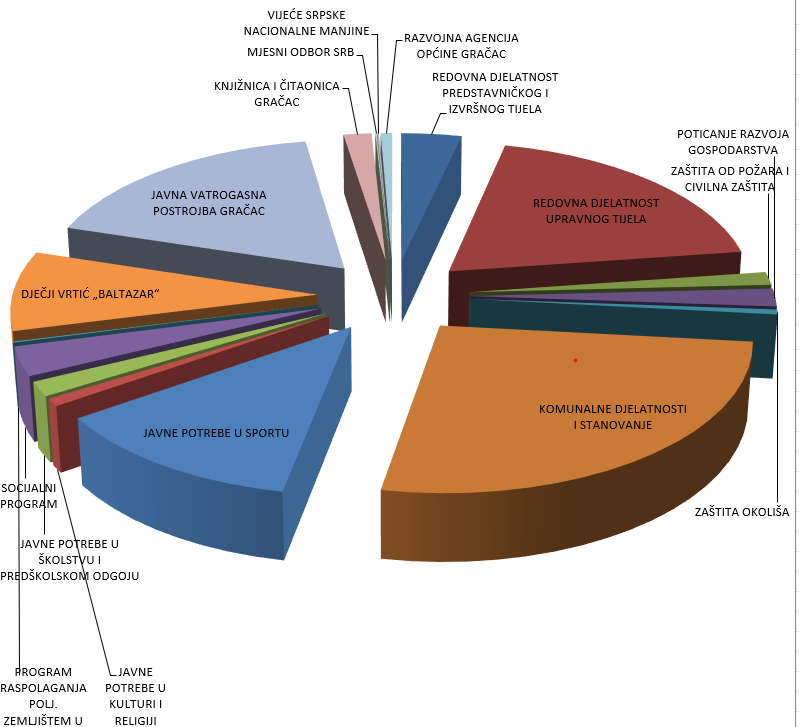 VIJEĆE SRPSKE
NACIONALNE MANJINE
MJESNI ODBOR SRB
KNJIŽNICA I ČITAONICA
GRAČAC
RAZVOJNA AGENCIJA
OPĆINE GRAČAC
REDOVNA DJELATNOST
PREDSTAVNIČKOG I
IZVRŠNOG TIJELA
POTICANJE RAZVOJA
GOSPODARSTVA
ZAŠTITA OD POŽARA I
CIVILNA ZAŠTITA
JAVNA VATROGASNA
POSTROJBA GRAČAC
REDOVNA DJELATNOST
UPRAVNOG TIJELA
DJEČJI VRTIĆ „BALTAZAR“
KOMUNALNE DJELATNOSTI
I STANOVANJE
JAVNE POTREBE U SPORTU
SOCIJALNI
PROGRAM
ZAŠTITA OKOLIŠA
JAVNE POTREBE U
ŠKOLSTVU I
PREDŠKOLSKOM ODGOJU
PROGRAM
RASPOLAGANJA
POLJ.
ZEMLJIŠTEM U
JAVNE
POTREBE U
KULTURI I
RELIGIJI